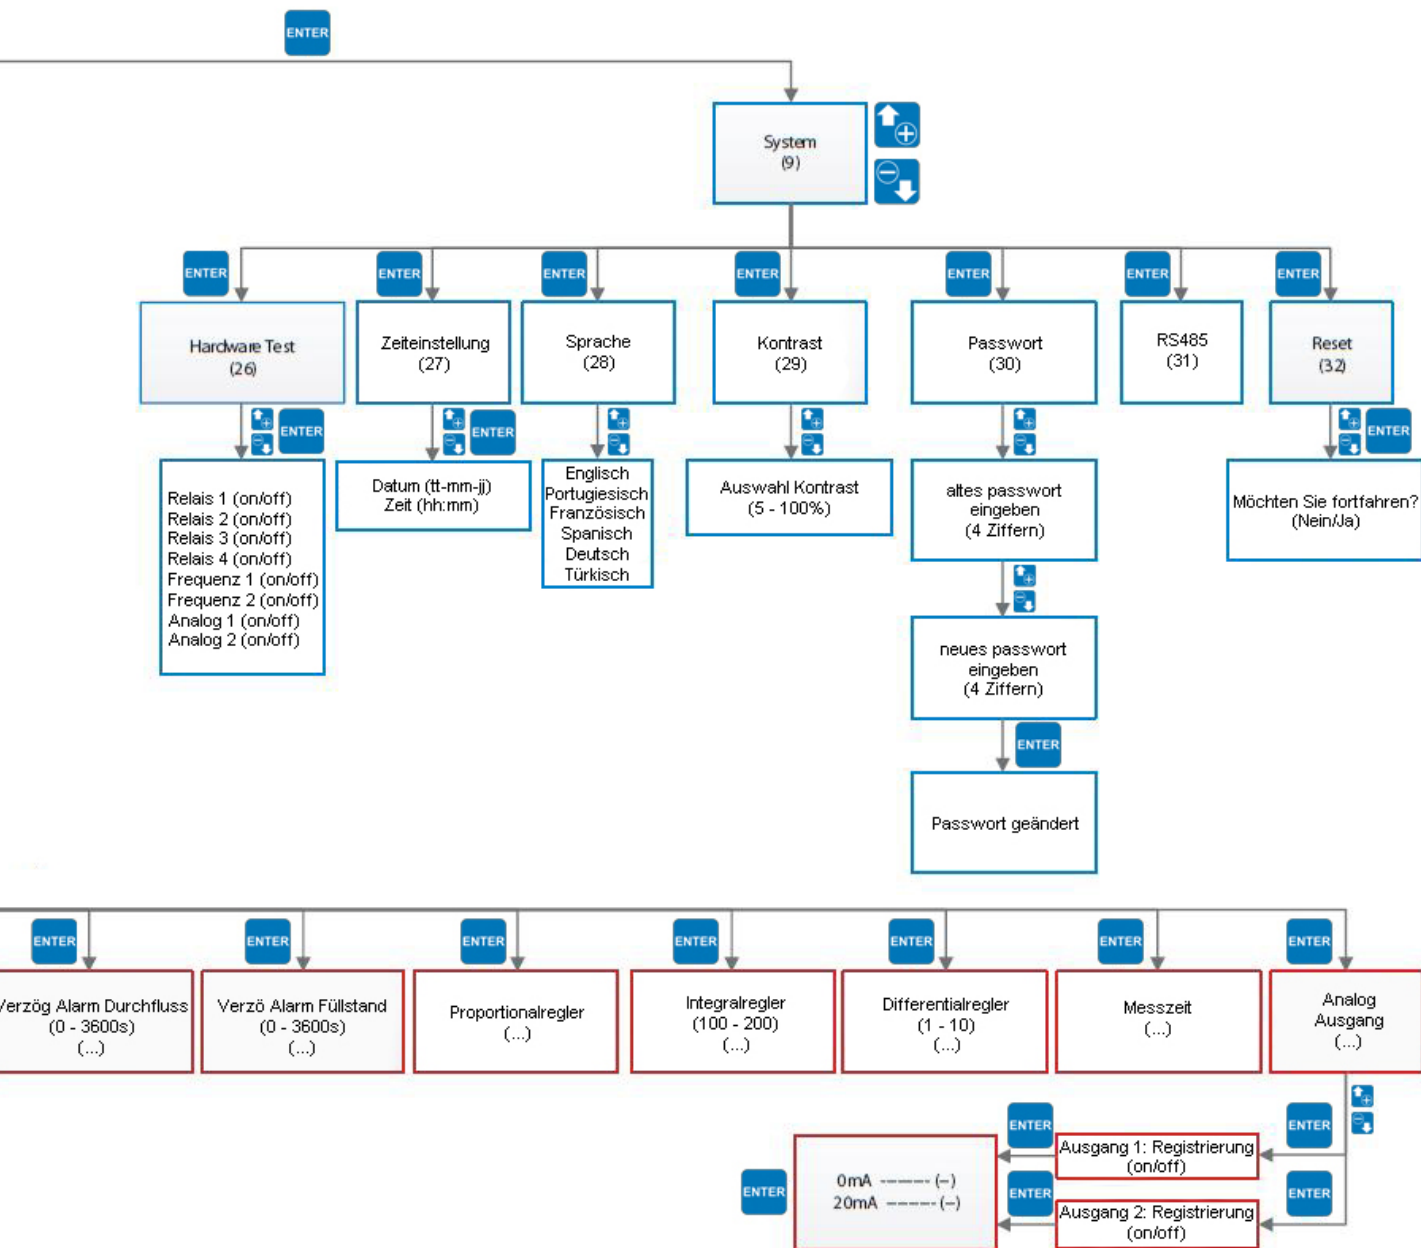 ENTER
System
(9)
ENTER
ENTER
ENTER
ENTER
ENTER
ENTER
ENTER
Hardware Test
(26)
Zeiteinstellung
(27)
Sprache
(28)
Kontrast
(29)
Passwort
(30)
RS485
(31)
Reset
(32)
ENTER
ENTER
ENTER
Relais 1 (on/off)
Relais 2 (on/off)
Relais 3 (on/off)
Relais 4 (on/off)
Frequenz 1 (on/off)
Frequenz 2 (on/off)
Analog 1 (on/off)
Analog 2 (on/off)
Datum (tt-mm-jj)
Zeit (hh:mm)
Englisch
Portugiesisch
Französisch
Spanisch
Deutsch
Türkisch
Auswahl Kontrast
(5 - 100%)
altes passwort
eingeben
(4 Ziffern)
Möchten Sie fortfahren?
(Nein/Ja)
neues passwort
eingeben
(4 Ziffern)
ENTER
Passwort geändert
ENTER
ENTER
ENTER
ENTER
ENTER
ENTER
ENTER
Verzög Alarm Durchfluss
(0 - 3600s)
(...)
Verzö Alarm Füllstand
(0 - 3600s)
(...)
Proportionalregler
(...)
Integralregler
(100 - 200)
(...)
Differentialregler
(1 - 10)
(...)
Messzeit
(...)
Analog
Ausgang
(...)
ENTER
ENTER
Ausgang 1: Registrierung
(on/off)
ENTER
0mA ------- (--)
20mA ------- (--)
ENTER
ENTER
Ausgang 2: Registrierung
(on/off)